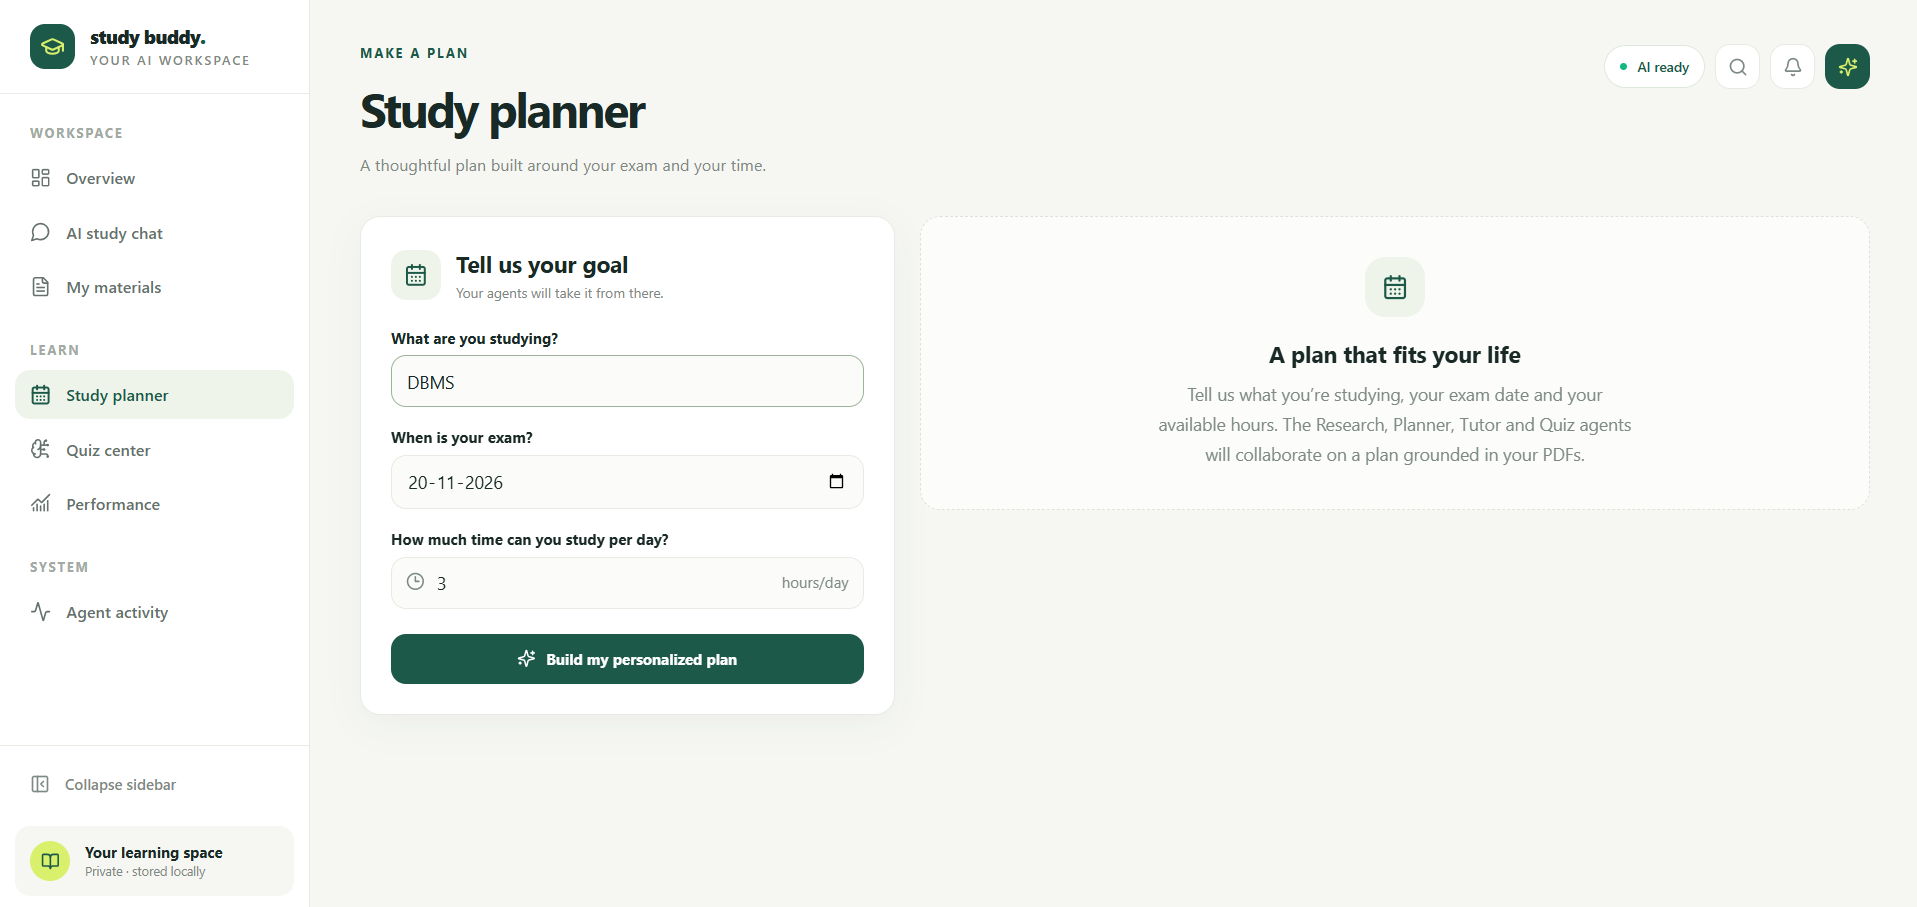 study buddy.
YOUR AI WORKSPACE
WORKSPACE
Overview
AI study chat
My materials
LEARN
Study planner
Quiz center
Performance
SYSTEM
Agent activity
Collapse sidebar
Your learning space
Private · stored locally
MAKE A PLAN
Study planner
A thoughtful plan built around your exam and your time.
AI ready
Tell us your goal
Your agents will take it from there.
What are you studying?
DBMS
When is your exam?
20-11-2026
How much time can you study per day?
3 hours/day
Build my personalized plan
A plan that fits your life
Tell us what you’re studying, your exam date and your
available hours. The Research, Planner, Tutor and Quiz agents
will collaborate on a plan grounded in your PDFs.